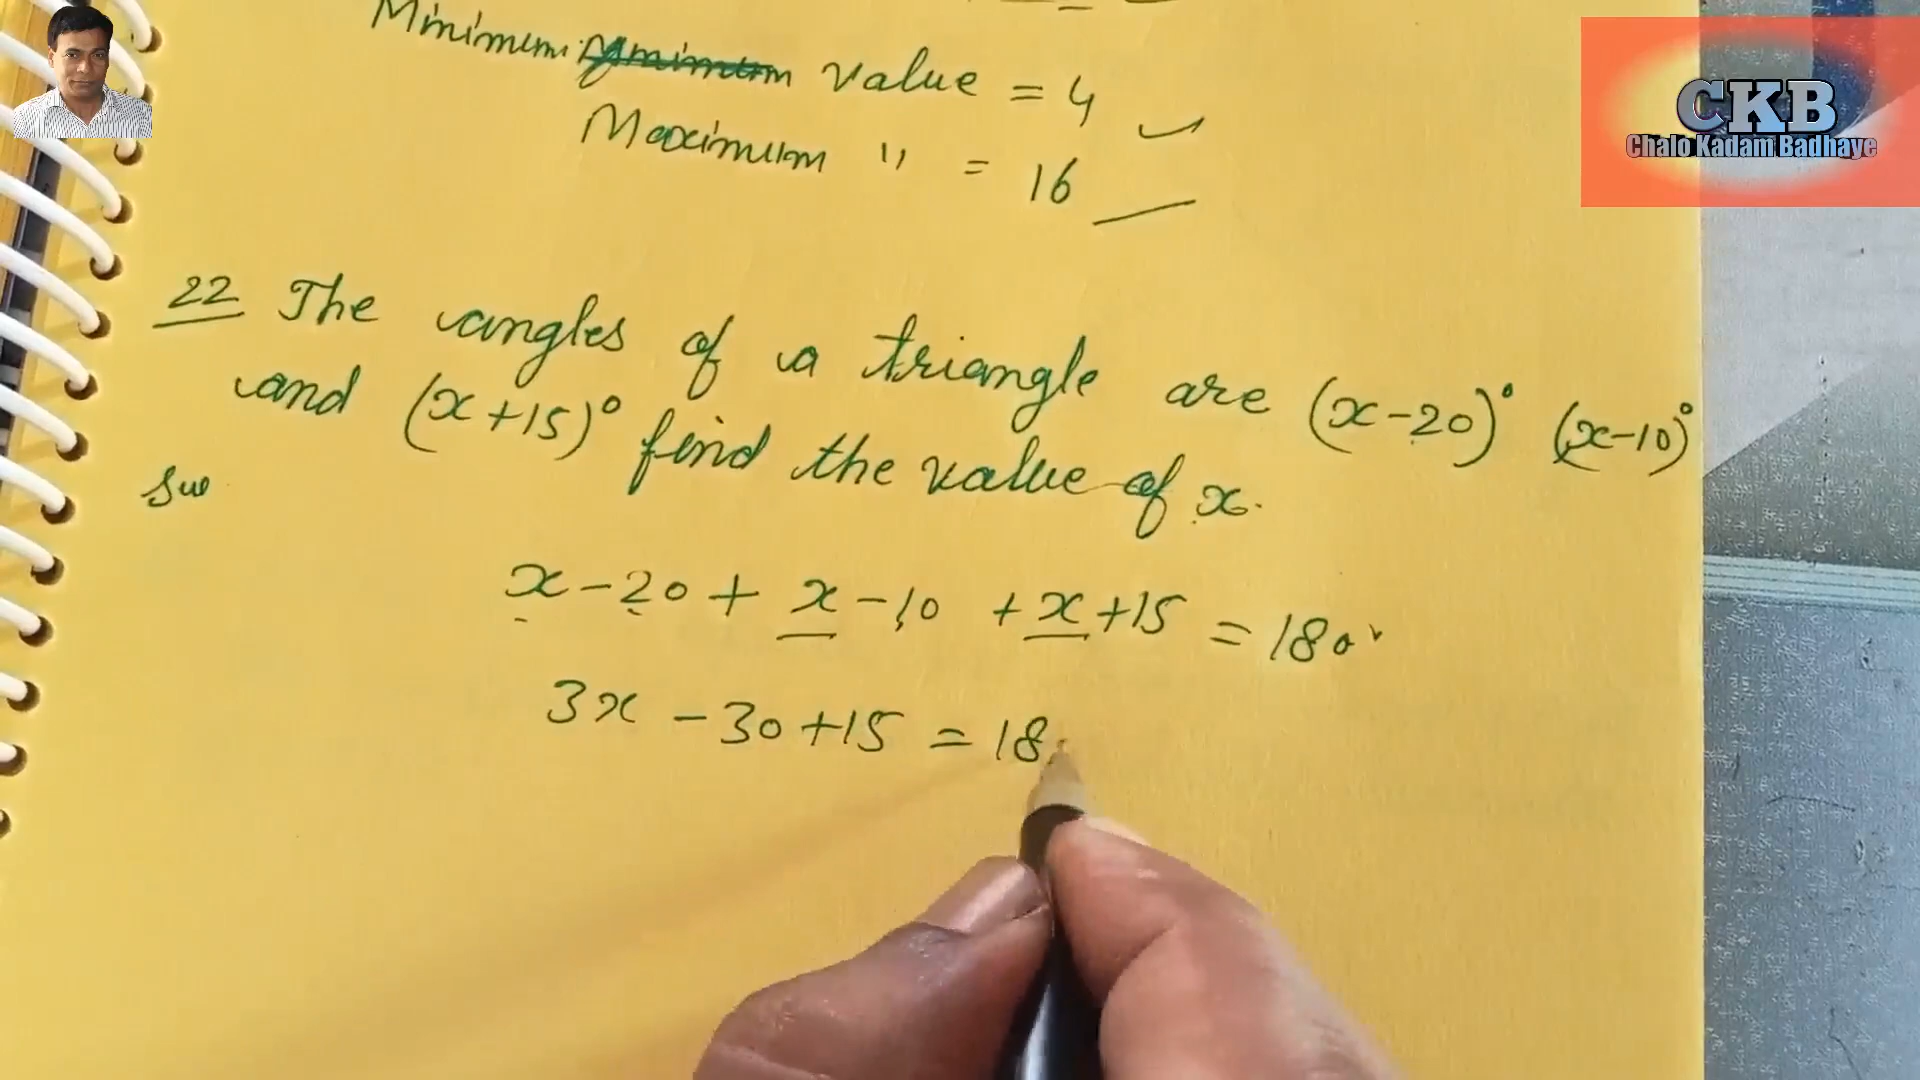 Minimum value = 4
Maximum " = 16
CKB
Chalo Kadam Badhaye
22 The angles of a triangle are (x-20)° (x-10)°
and (x+15)° find the value of x.
x-20 + x-10 + x+15 = 180°
3x - 30 + 15 = 18